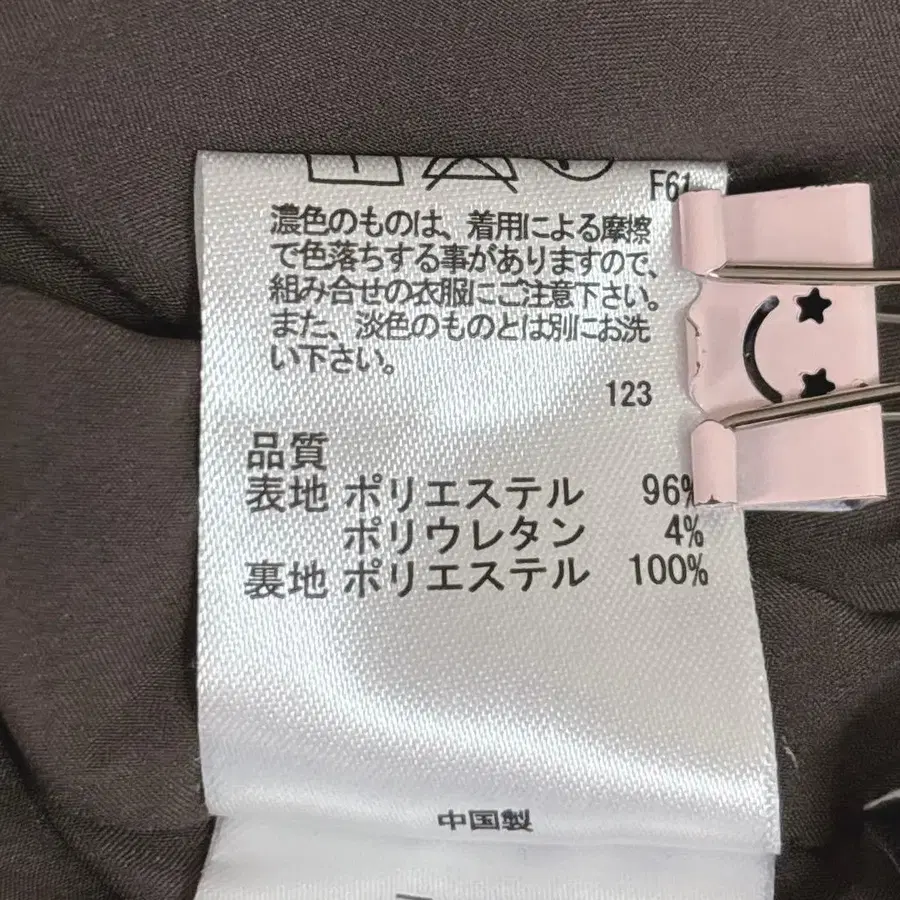 F61
濃色のものは、着用による摩擦
で色落ちする事がありますので、
組み合せの衣服にご注意下さい。
また、淡色のものとは別にお洗
い下さい。
123
品質
表地 ポリエステル 96%
ポリウレタン 4%
裏地 ポリエステル 100%
中国製